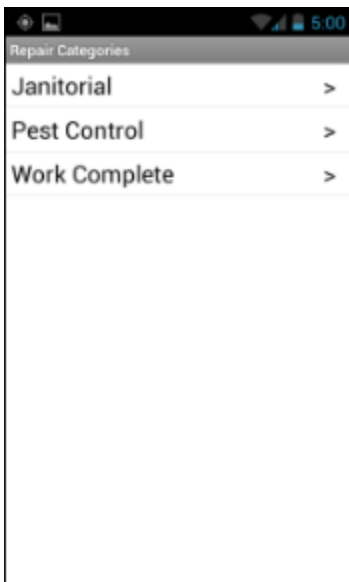 5:00
Repair Categories
Janitorial >
Pest Control >
Work Complete >